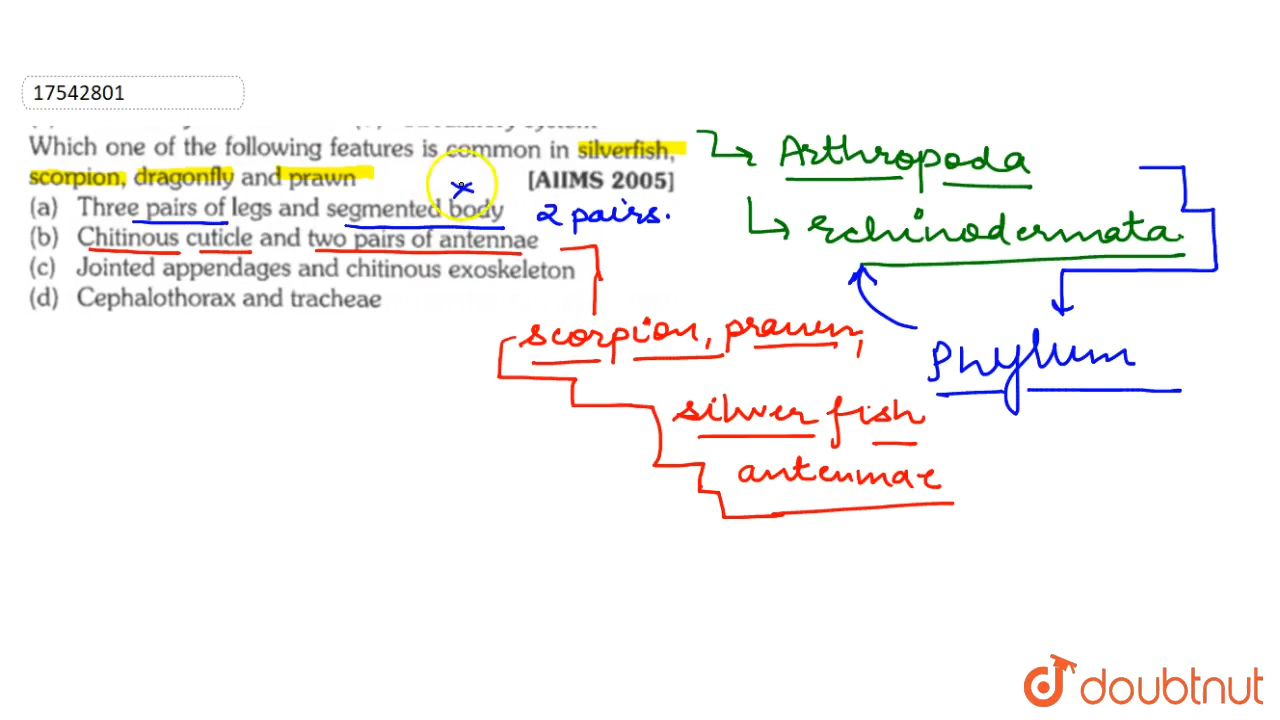 17542801
Which one of the following features is common in silverfish,
scorpion, dragonfly and prawn [AIIMS 2005]
(a) Three pairs of legs and segmented body
(b) Chitinous cuticle and two pairs of antennae
(c) Jointed appendages and chitinous exoskeleton
(d) Cephalothorax and tracheae
Arthropoda
2 pairs.
Echinodermata
scorpion, prawn,
Phylum
silver fish
antennae
doubtnut